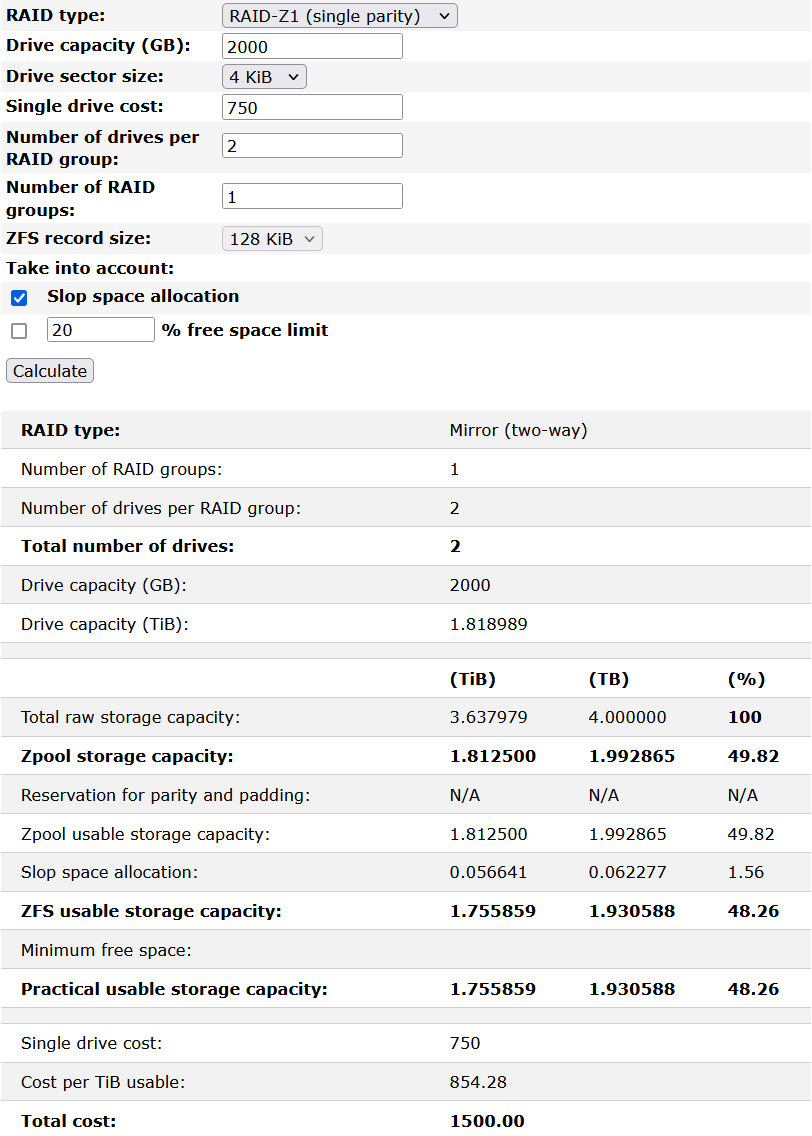 RAID type: RAID-Z1 (single parity)
Drive capacity (GB): 2000
Drive sector size: 4 KiB
Single drive cost: 750
Number of drives per
RAID group: 2
Number of RAID
groups: 1
ZFS record size: 128 KiB
Take into account:
Slop space allocation
20 % free space limit
Calculate
RAID type: Mirror (two-way)
Number of RAID groups: 1
Number of drives per RAID group: 2
Total number of drives: 2
Drive capacity (GB): 2000
Drive capacity (TiB): 1.818989
(TiB) (TB) (%)
Total raw storage capacity: 3.637979 4.000000 100
Zpool storage capacity: 1.812500 1.992865 49.82
Reservation for parity and padding: N/A N/A N/A
Zpool usable storage capacity: 1.812500 1.992865 49.82
Slop space allocation: 0.056641 0.062277 1.56
ZFS usable storage capacity: 1.755859 1.930588 48.26
Minimum free space:
Practical usable storage capacity: 1.755859 1.930588 48.26
Single drive cost: 750
Cost per TiB usable: 854.28
Total cost: 1500.00